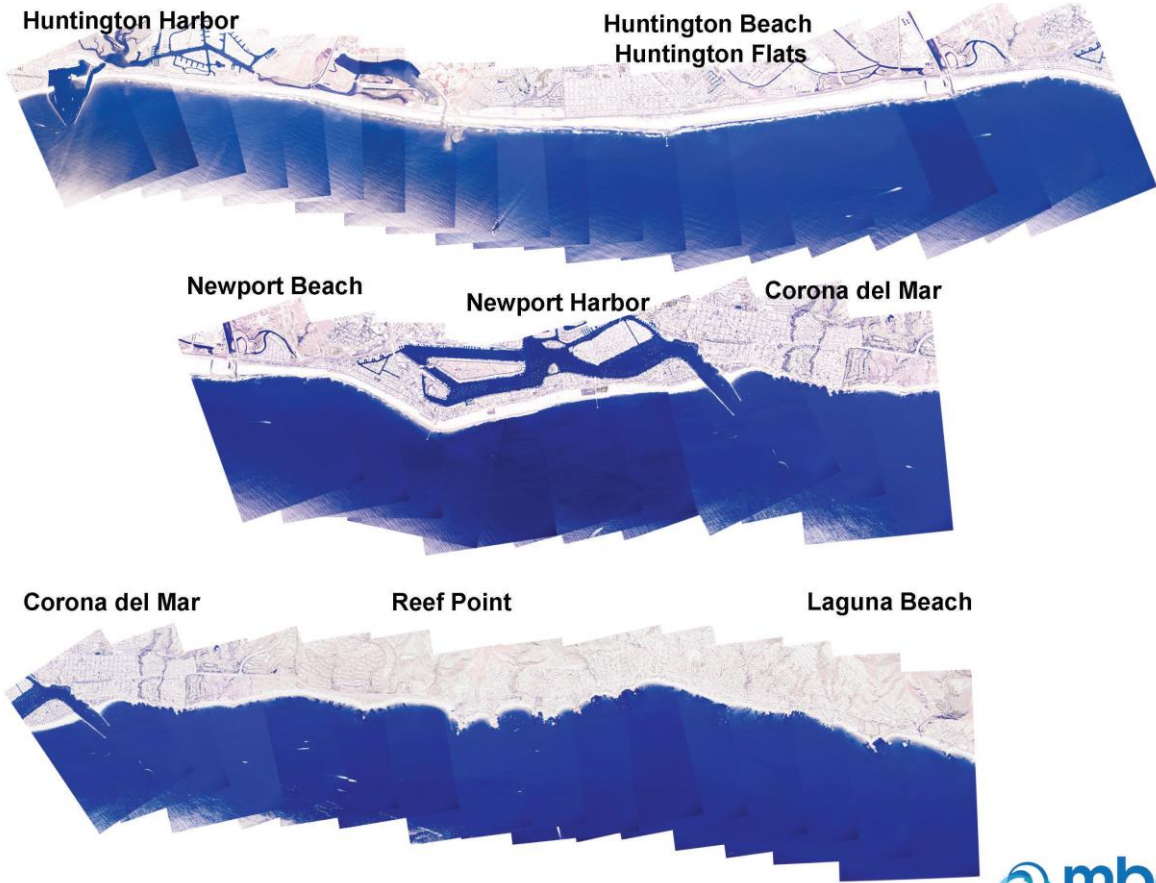 Huntington Harbor
Huntington Beach
Huntington Flats
Newport Beach
Newport Harbor
Corona del Mar
Corona del Mar
Reef Point
Laguna Beach
mb